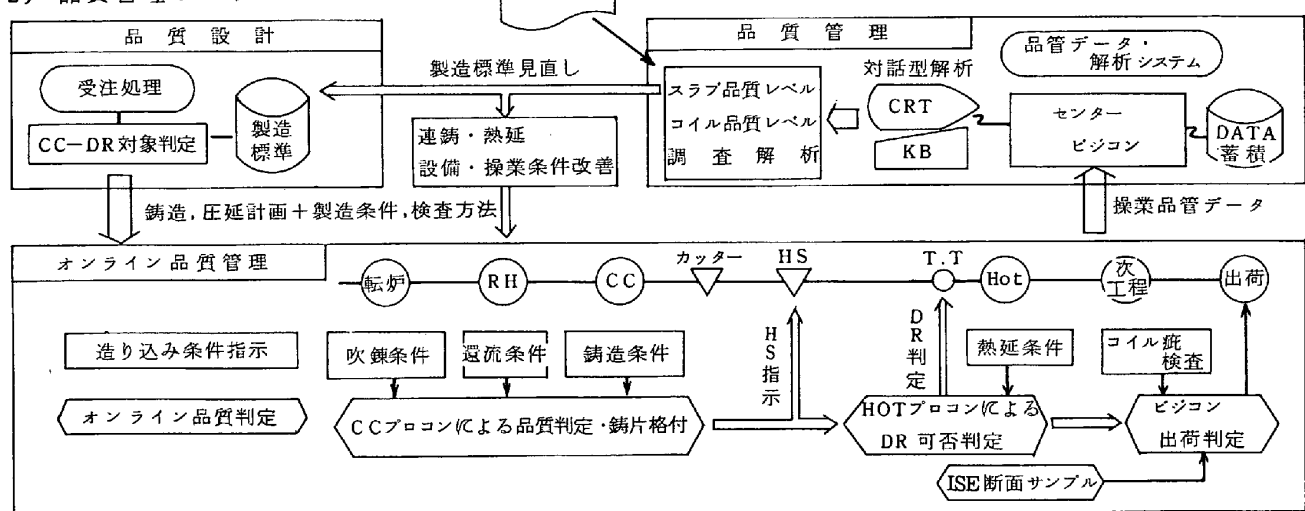 品質設計
受注処理
CC-DR対象判定
製造
標準
製造標準見直し
連鋳・熱延
設備・操業条件改善
品質管理
スラブ品質レベル
コイル品質レベル
調査解析
対話型解析
CRT
KB
品管データ・
解析システム
センター
ビジコン
DATA
蓄積
鋳造,圧延計画+製造条件,検査方法
操業品管データ
オンライン品質管理
転炉
RH
CC
カッター
HS
T.T
Hot
次
工程
出荷
造り込み条件指示
オンライン品質判定
吹錬条件
還流条件
鋳造条件
CCプロコンによる品質判定・鋳片格付
HS指示
DR判定
熱延条件
HOTプロコンによる
DR可否判定
コイル疵
検査
ビジコン
出荷判定
ISE断面サンプル